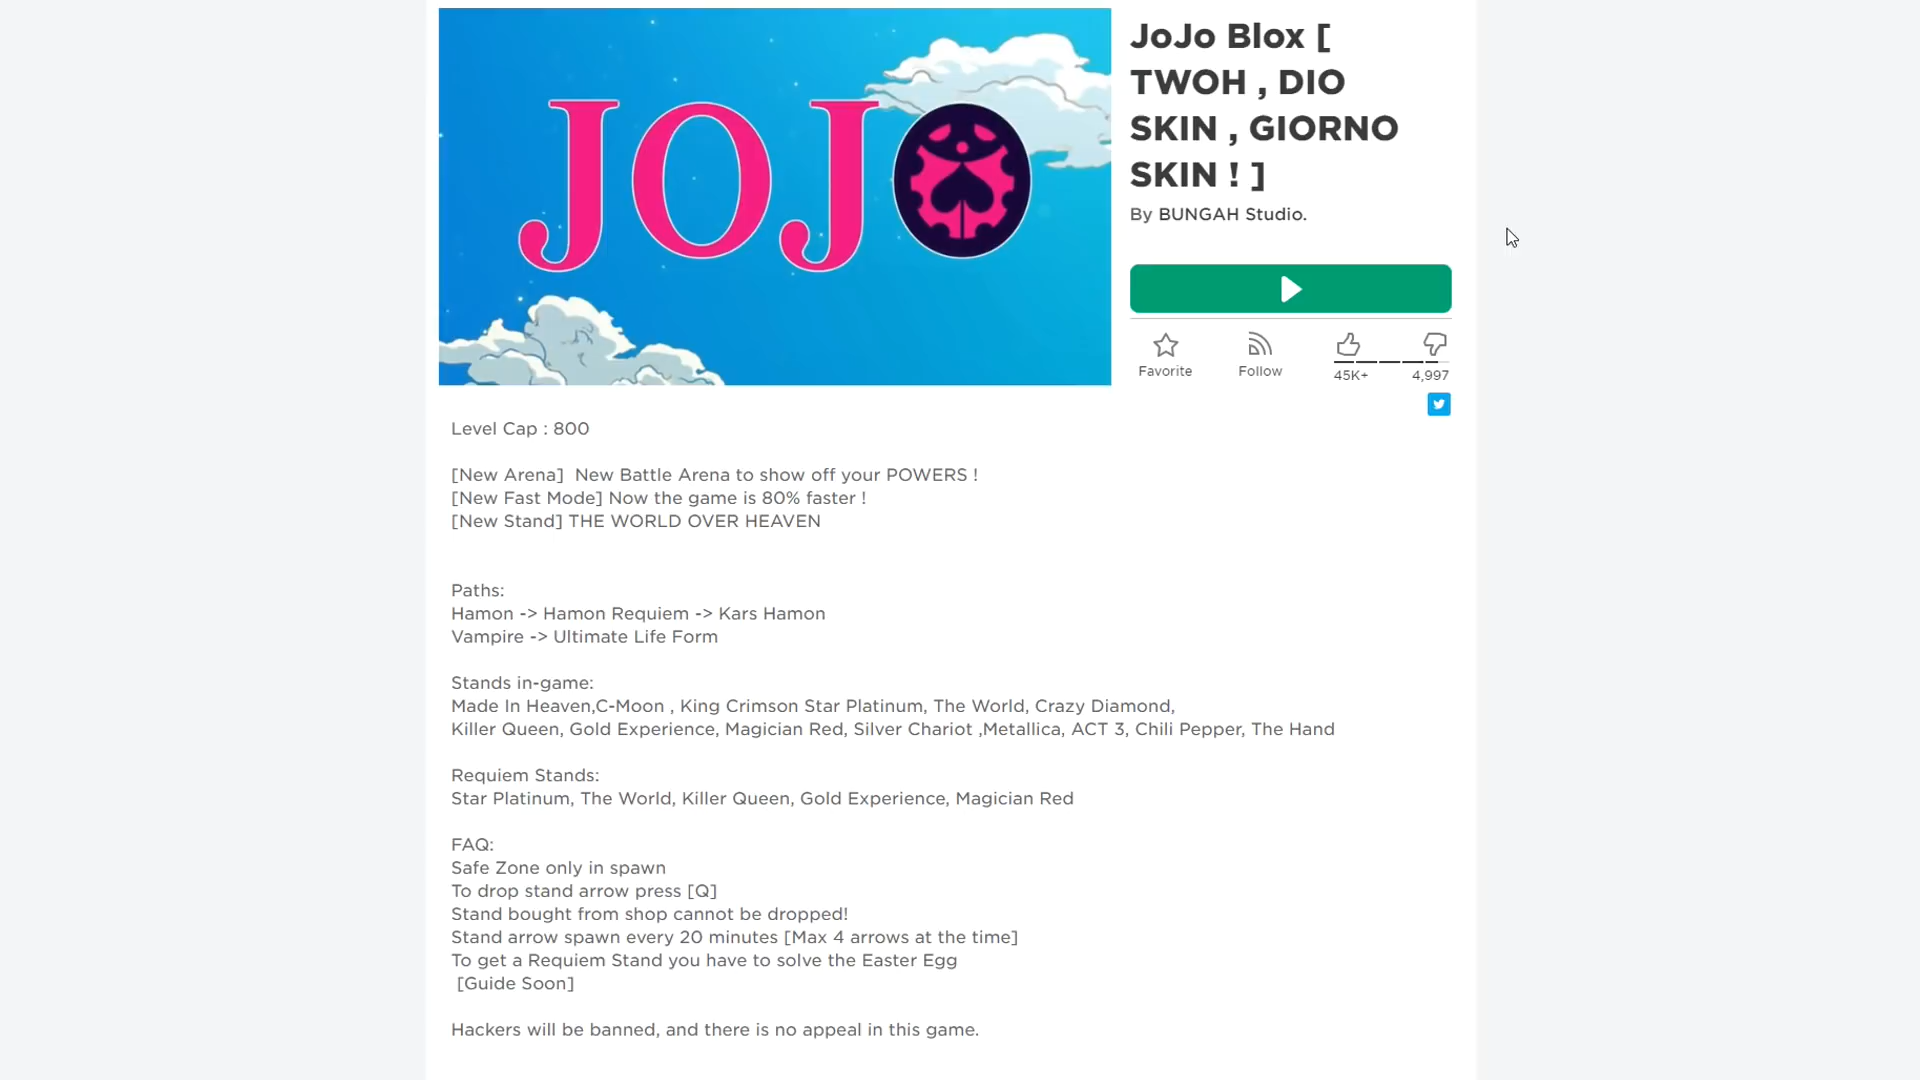 JOJO
JoJo Blox [
TWOH , DIO
SKIN , GIORNO
SKIN ! ]
By BUNGAH Studio.
Favorite
Follow
45K+
4,997
Level Cap : 800
[New Arena]  New Battle Arena to show off your POWERS !
[New Fast Mode] Now the game is 80% faster !
[New Stand] THE WORLD OVER HEAVEN
Paths:
Hamon -> Hamon Requiem -> Kars Hamon
Vampire -> Ultimate Life Form
Stands in-game:
Made In Heaven,C-Moon , King Crimson Star Platinum, The World, Crazy Diamond,
Killer Queen, Gold Experience, Magician Red, Silver Chariot ,Metallica, ACT 3, Chili Pepper, The Hand
Requiem Stands:
Star Platinum, The World, Killer Queen, Gold Experience, Magician Red
FAQ:
Safe Zone only in spawn
To drop stand arrow press [Q]
Stand bought from shop cannot be dropped!
Stand arrow spawn every 20 minutes [Max 4 arrows at the time]
To get a Requiem Stand you have to solve the Easter Egg
[Guide Soon]
Hackers will be banned, and there is no appeal in this game.